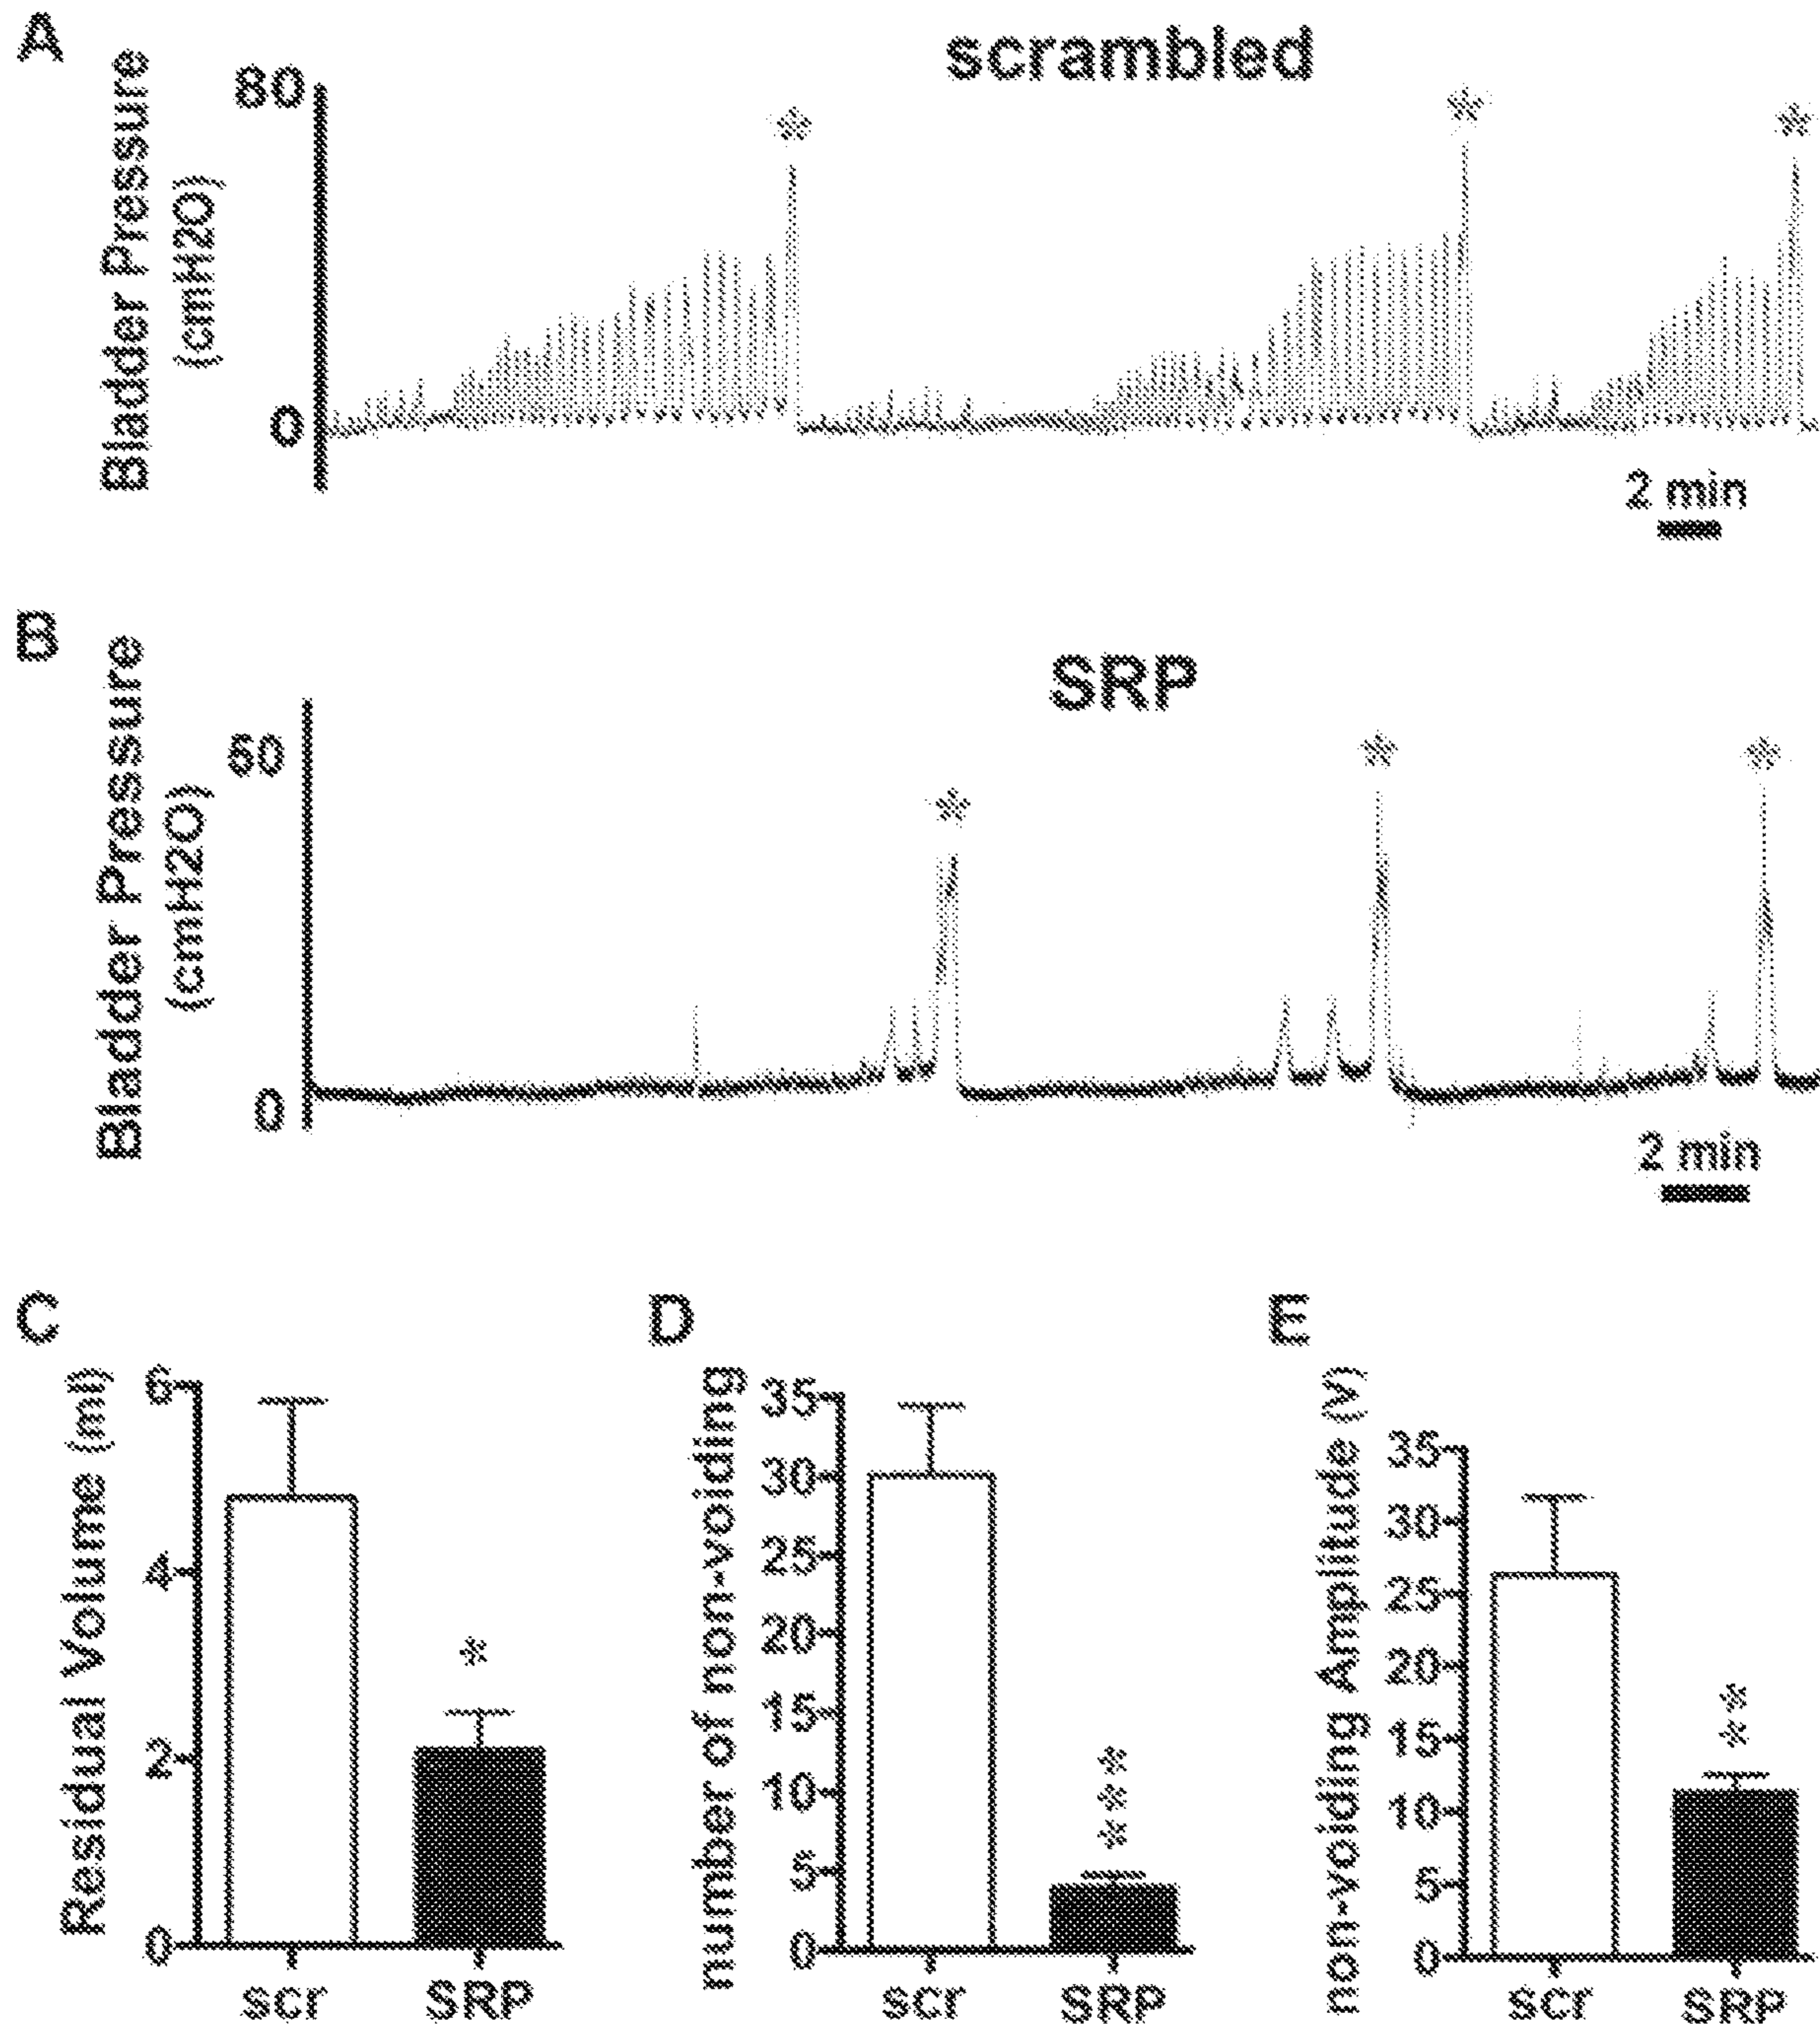 A
scrambled
Bladder Pressure
(cmH2O)
80
*
*
*
0
2 min
B
SRP
Bladder Pressure
(cmH2O)
60
*
*
*
0
2 min
C
Residual Volume (ml)
6
4
2
0
*
scr
SRP
D
number of non-voiding
35
30
25
20
15
10
5
0
***
scr
SRP
E
non-voiding Amplitude (V)
35
30
25
20
15
10
5
0
**
scr
SRP